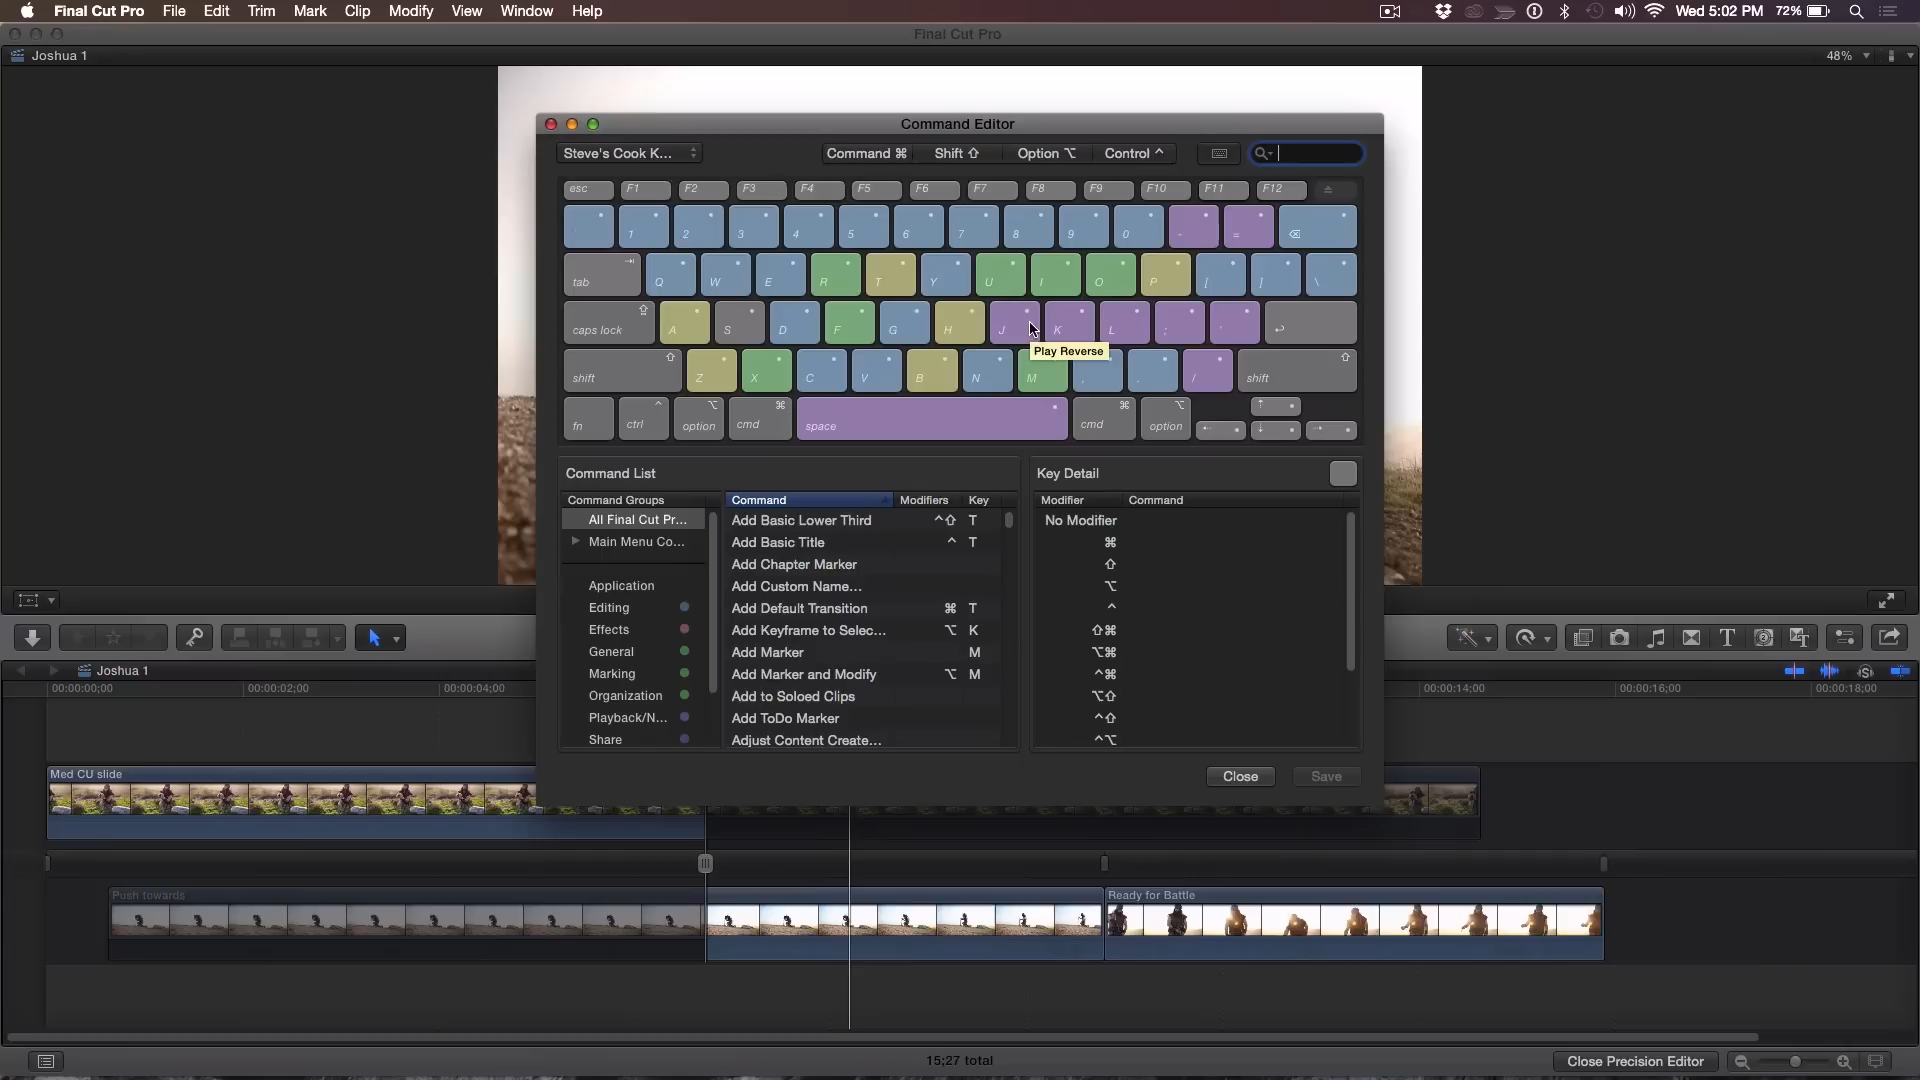 Final Cut Pro File Edit Trim Mark Clip Modify View Window Help Wed 5:02 PM 72%
Final Cut Pro
Joshua 1 48%
Command Editor
Steve's Cook K... Command ⌘ Shift ⇧ Option ⌥ Control ^
esc F1 F2 F3 F4 F5 F6 F7 F8 F9 F10 F11 F12
1 2 3 4 5 6 7 8 9 0 - =
tab Q W E R T Y U I O P [ ] \
caps lock A S D F G H J K L ; '
Play Reverse
shift Z X C V B N M , . / shift
fn ctrl ^ option ⌥ cmd ⌘ space cmd ⌘ option ⌥
Command List Key Detail
Command Groups Command Modifiers Key Modifier Command
All Final Cut Pr... Add Basic Lower Third ^⇧ T No Modifier
Main Menu Co... Add Basic Title ^ T ⌘
Add Chapter Marker ⇧
Application Add Custom Name... ⌥
Editing Add Default Transition ⌘ T ^
Effects Add Keyframe to Selec... ⌥ K ⇧⌘
General Add Marker M ⌥⌘
Marking Add Marker and Modify ⌥ M ^⌘
Organization Add to Soloed Clips ⌥⇧
Playback/N... Add ToDo Marker ^⇧
Share Adjust Content Create... ^⌥
Close Save
Joshua 1
00:00:00;00 00:00:02;00 00:00:04;00 00:00:14;00 00:00:16;00 00:00:18;00
Med CU slide
Push towards Ready for Battle
15;27 total Close Precision Editor